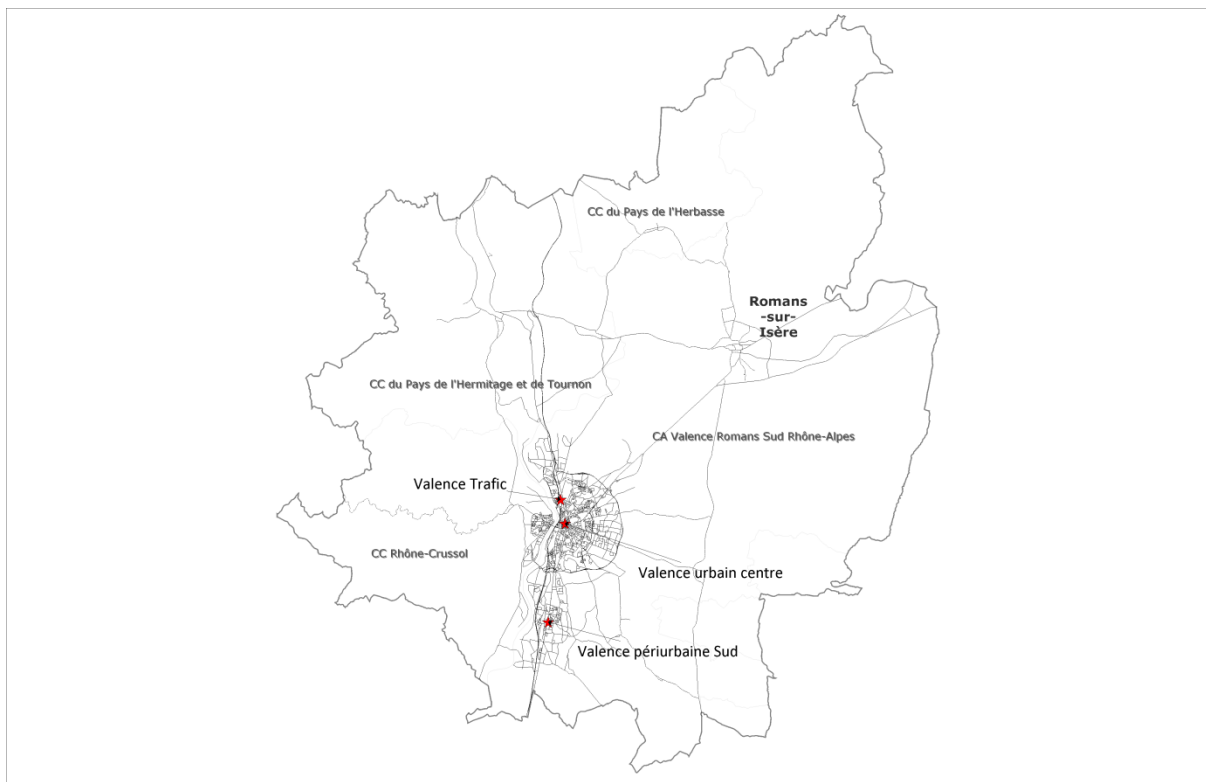 CC du Pays de l'Herbasse
Romans
-sur-
Isère
CC du Pays de l'Hermitage et de Tournon
CA Valence Romans Sud Rhône-Alpes
Valence Trafic
CC Rhône-Crussol
Valence urbain centre
Valence périurbaine Sud